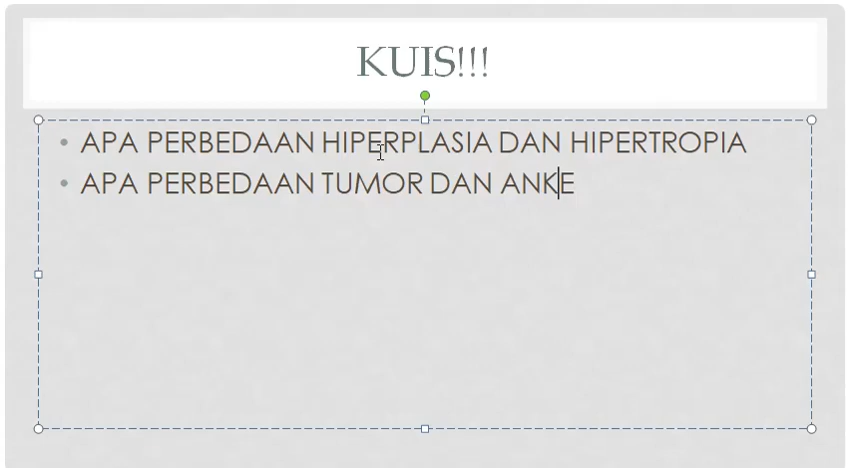 KUIS!!!
• APA PERBEDAAN HIPERPLASIA DAN HIPERTROPIA
• APA PERBEDAAN TUMOR DAN ANKE